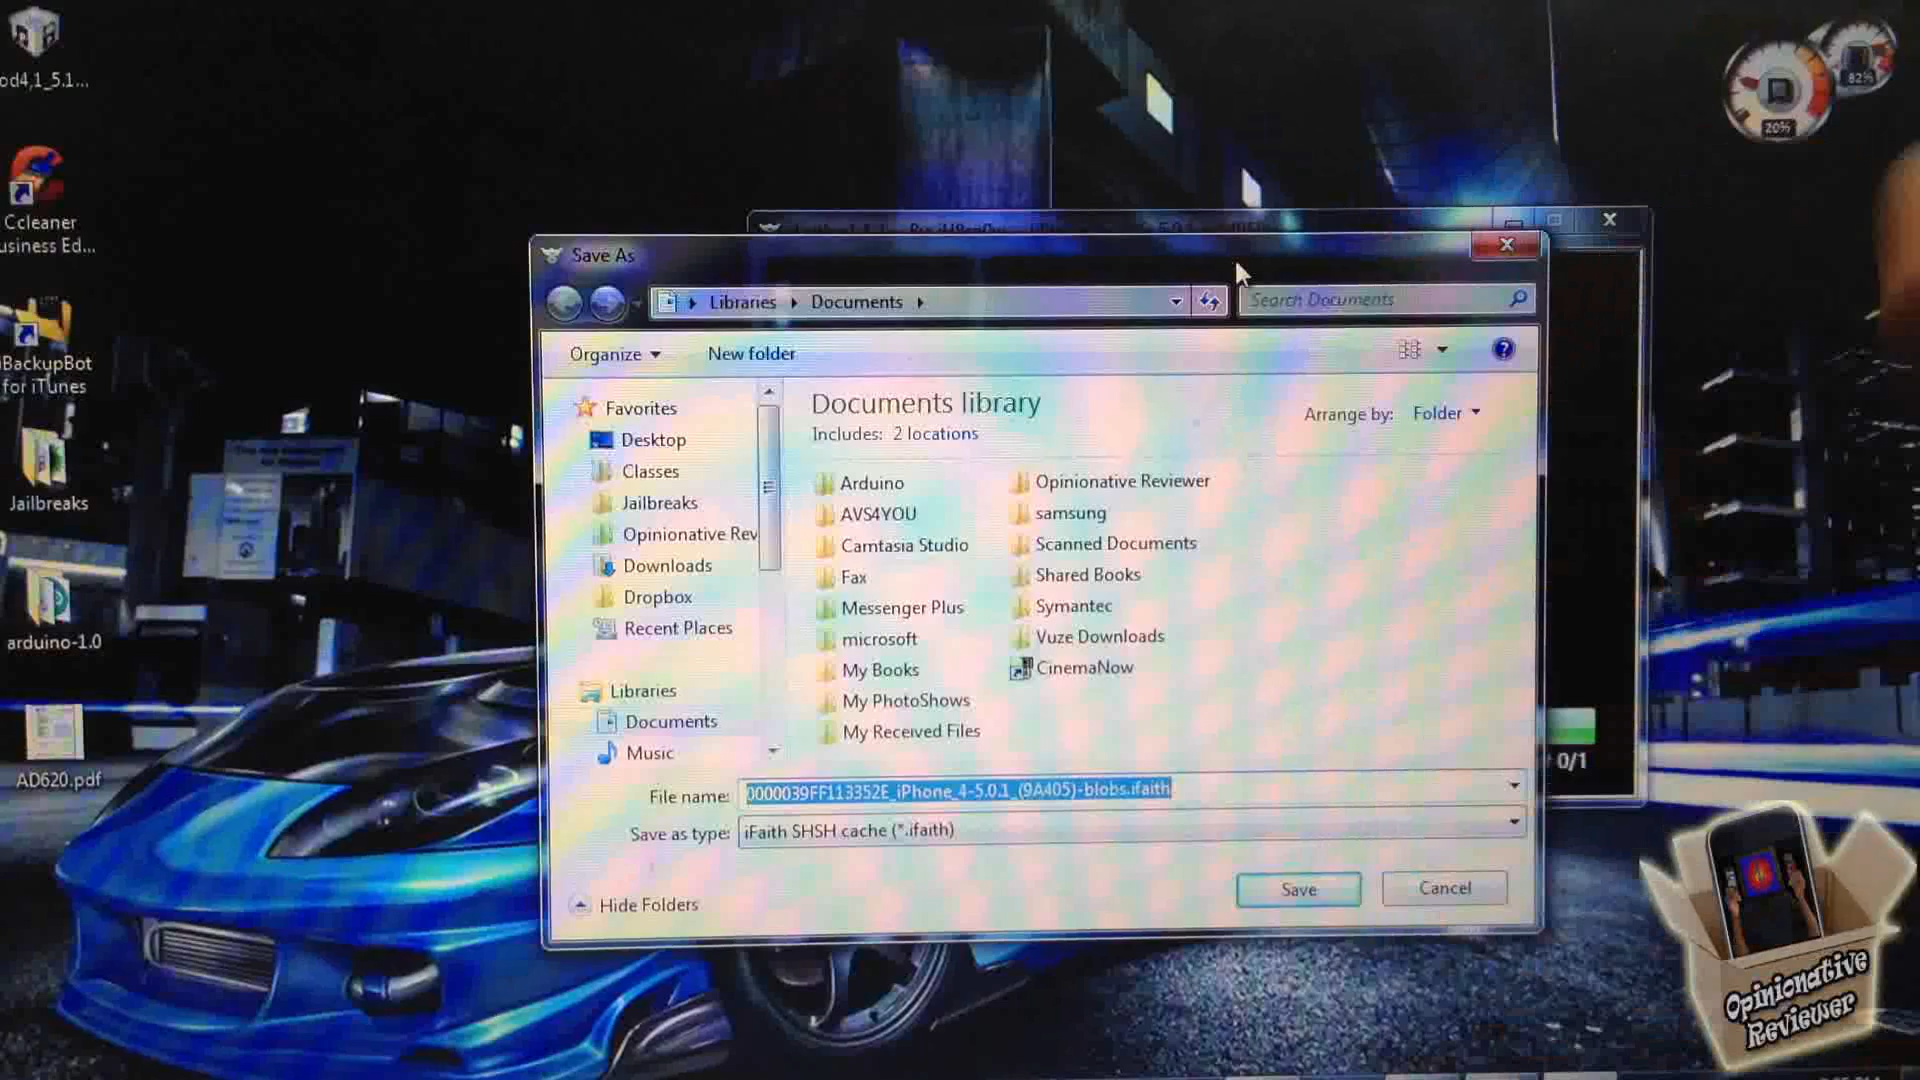 od4,1_5.1...
Ccleaner
usiness Ed...
BackupBot
for iTunes
Jailbreaks
arduino-1.0
AD620.pdf
82%
20%
Save As
Libraries
Documents
Search Documents
Organize
New folder
Favorites
Desktop
Classes
Jailbreaks
Opinionative Rev
Downloads
Dropbox
Recent Places
Libraries
Documents
Music
Documents library
Includes: 2 locations
Arrange by: Folder
Arduino
AVS4YOU
Camtasia Studio
Fax
Messenger Plus
microsoft
My Books
My PhotoShows
My Received Files
Opinionative Reviewer
samsung
Scanned Documents
Shared Books
Symantec
Vuze Downloads
CinemaNow
File name: 0000039FF113352E_iPhone_4-5.0.1_(9A405)-blobs.ifaith
Save as type: iFaith SHSH cache (*.ifaith)
Hide Folders
Save
Cancel
0/1
Opinionative
Reviewer